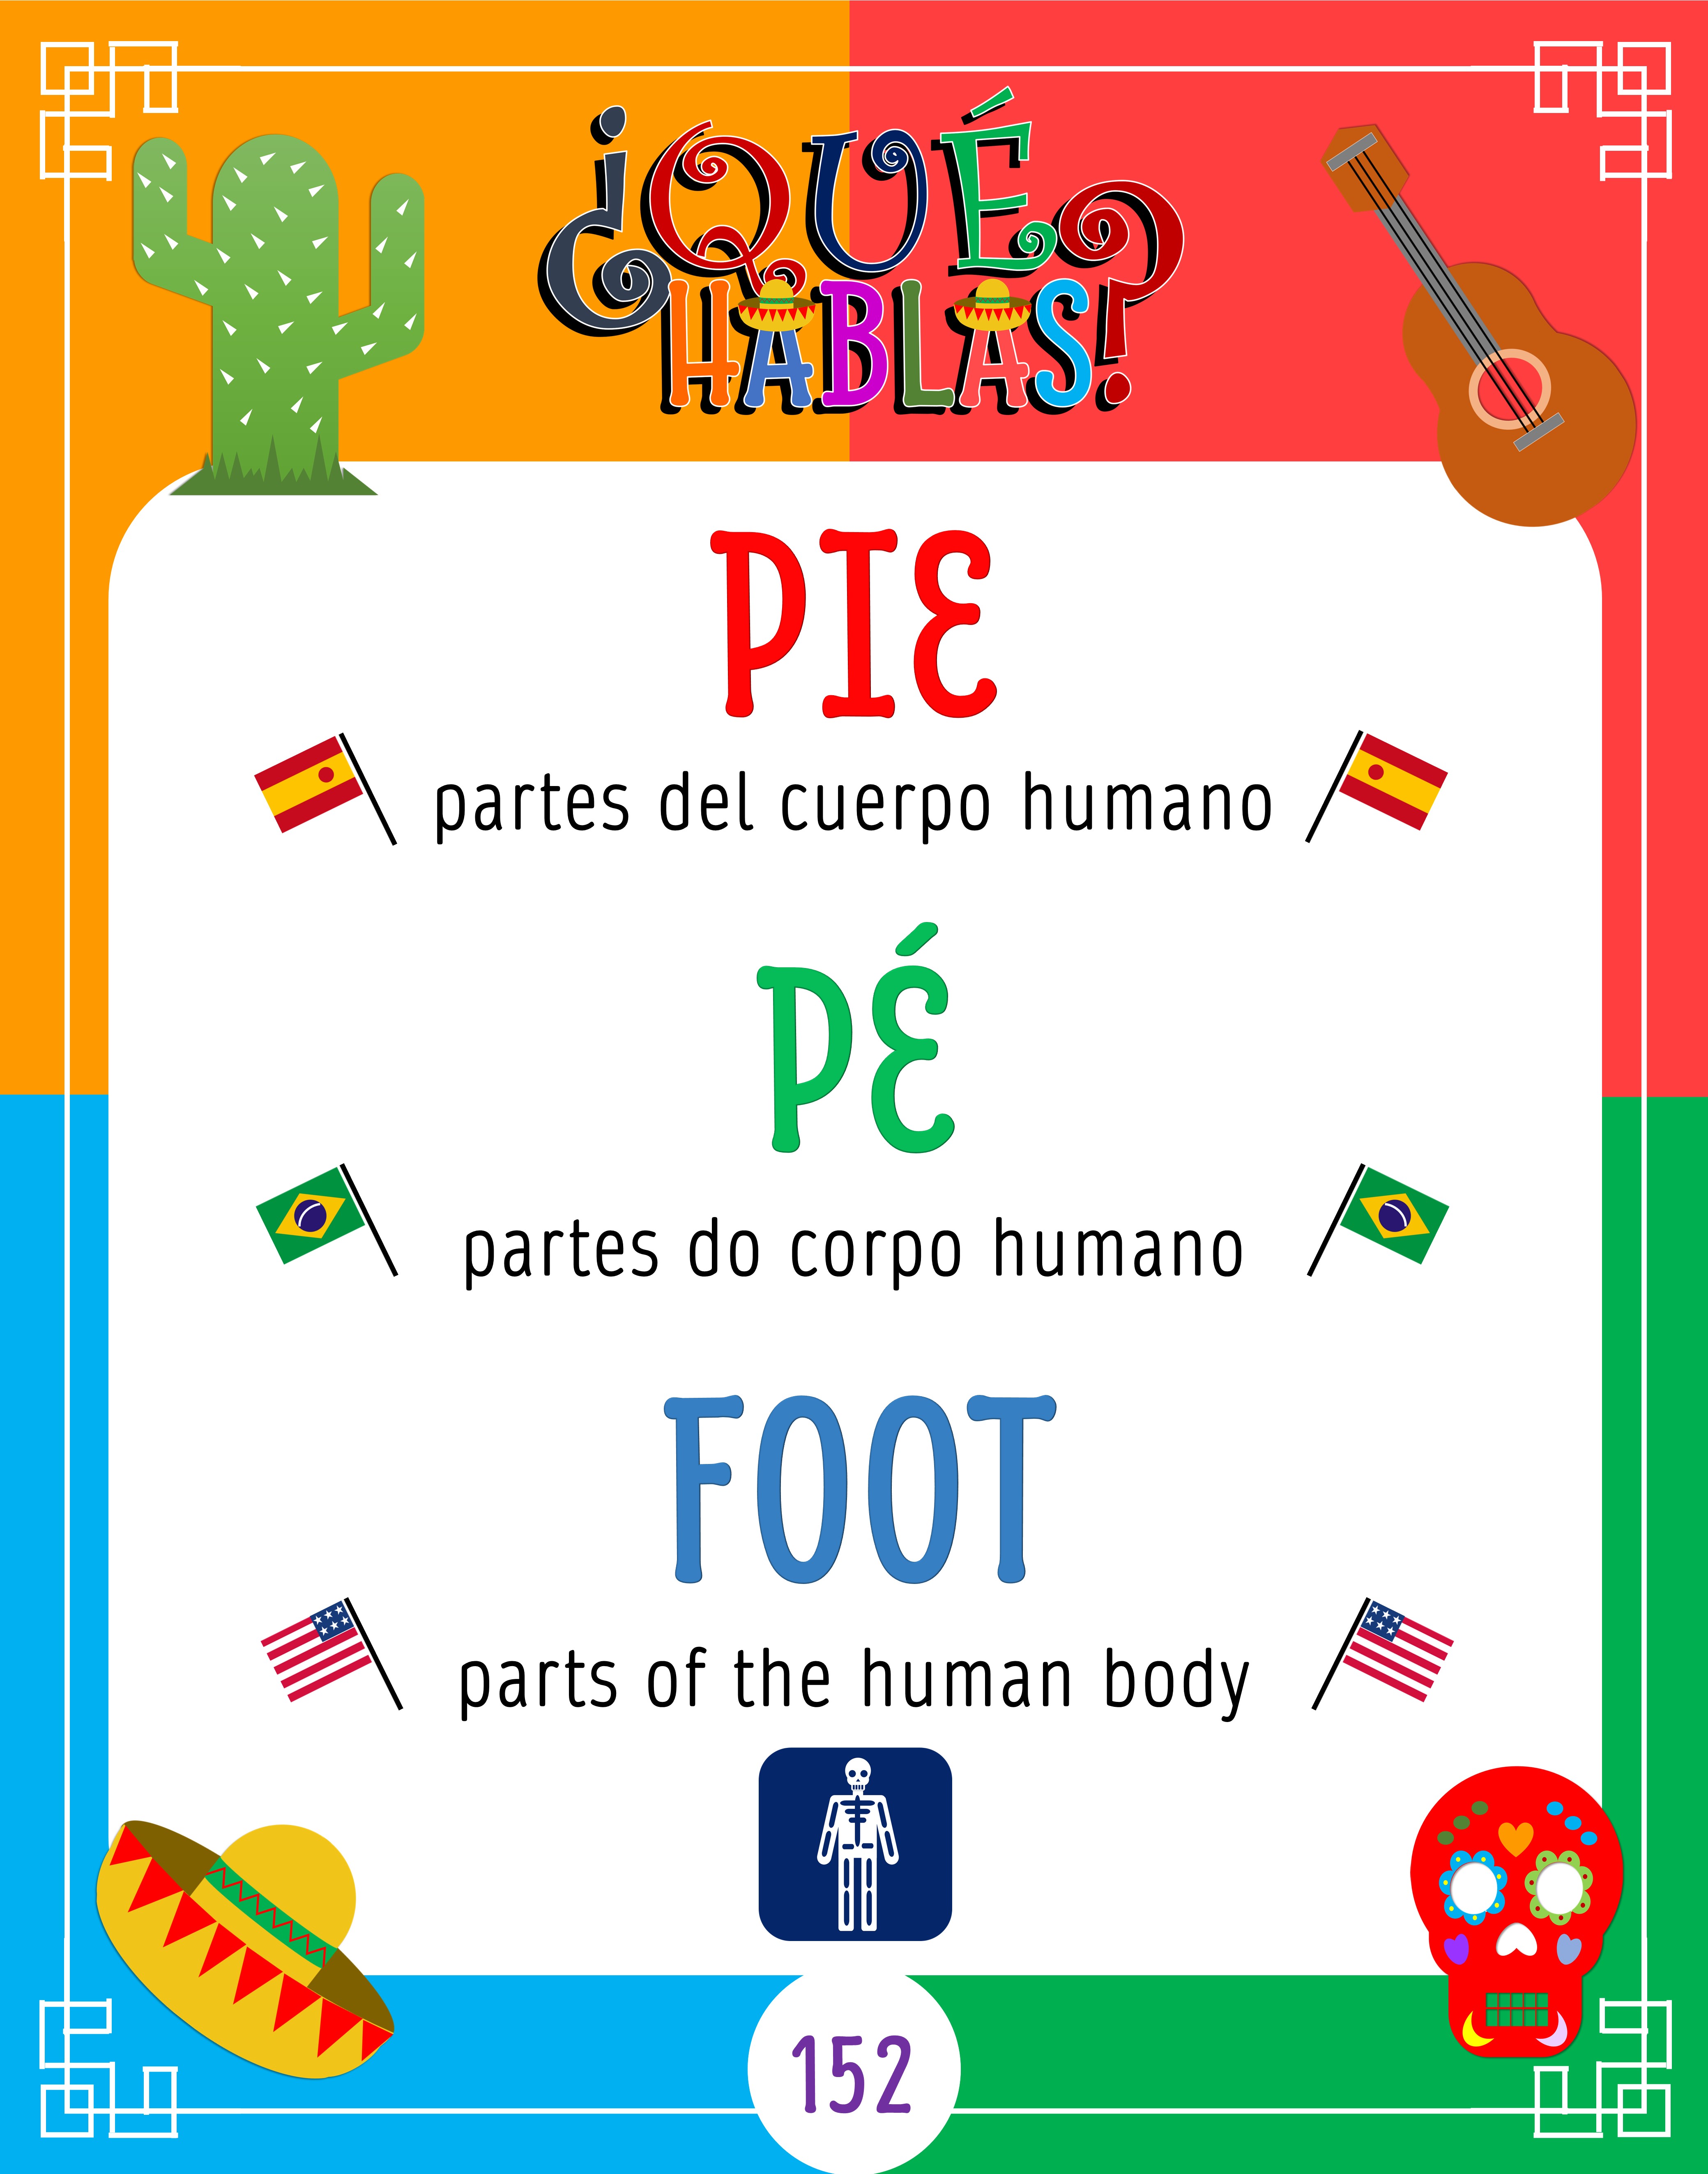 ¿QUÉ?
HABLAS!
PIE
partes del cuerpo humano
PÉ
partes do corpo humano
FOOT
parts of the human body
152